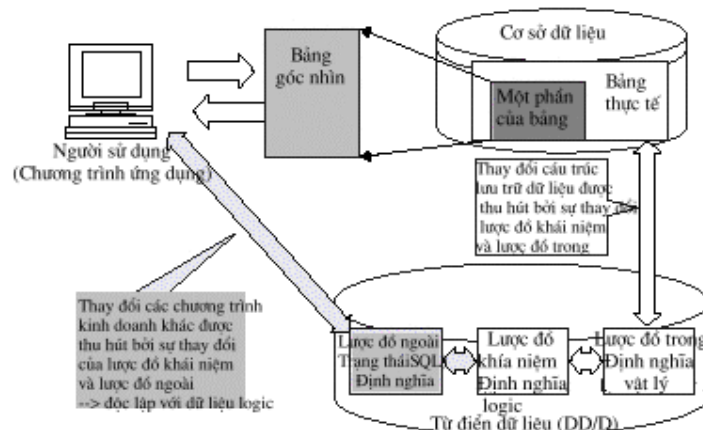 Bảng
góc nhìn
Cơ sở dữ liệu
Một phần
của bảng
Bảng
thực tế
Người sử dụng
(Chương trình ứng dụng)
Thay đổi cáu trúc
lưu trữ dữ liệu được
thu hút bởi sự thay đổi
lược đồ khái niệm
và lược đồ trong
Thay đổi các chương trình
kinh doanh khác được
thu hút bởi sự thay đổi
của lược đồ khái niệm
và lược đồ ngoài
--> độc lập với dữ liệu logic
Lược đồ ngoài
Trạng tháiSQL
Định nghĩa
Lược đồ
khía niệm
Định nghĩa
logic
Lược đồ trong
Định nghĩa
vật lý
Từ điển dữ liệu (DD/D)